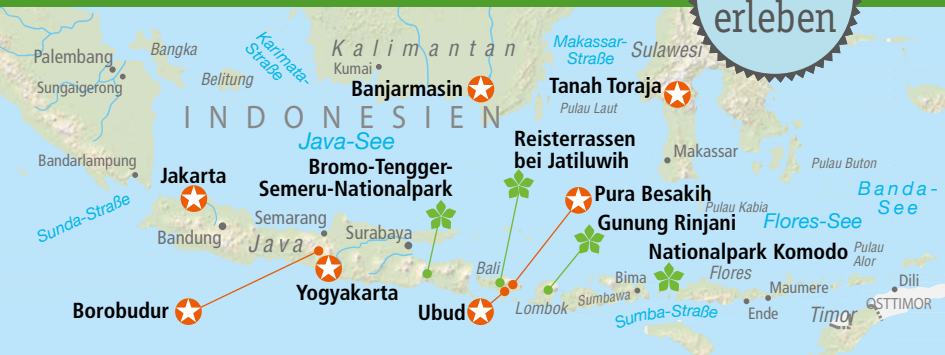 erleben
Palembang
Bangka
Karimata-
Straße
Kalimantan
Makassar-
Straße
Sulawesi
Sungaigerong
Belitung
Kumai
Banjarmasin
Tanah Toraja
Pulau Laut
INDONESIEN
Java-See
Reisterrassen
bei Jatiluwih
Makassar
Bandarlampung
Jakarta
Bromo-Tengger-
Semeru-Nationalpark
Pulau Buton
Pura Besakih
Banda-
See
Sunda-Straße
Pulau Kabia
Semarang
Gunung Rinjani
Flores-See
Bandung
Java
Surabaya
Nationalpark Komodo
Pulau
Alor
Bali
Bima
Flores
Dili
Yogyakarta
Maumere
Borobudur
Ubud
Lombok
Sumbawa
Sumba-Straße
Ende
Timor
OSTTIMOR